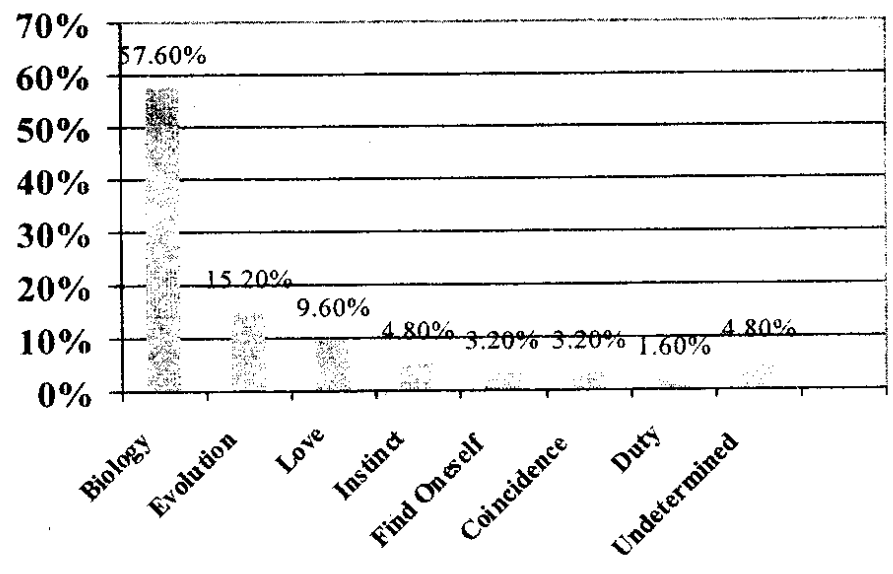 70%
57.60%
60%
50%
40%
30%
20%
15.20%
9.60%
10%
4.80%
3.20%
3.20%
1.60%
4.80%
0%
Biology
Evolution
Love
Instinct
Find Oneself
Coincidence
Duty
Undetermined